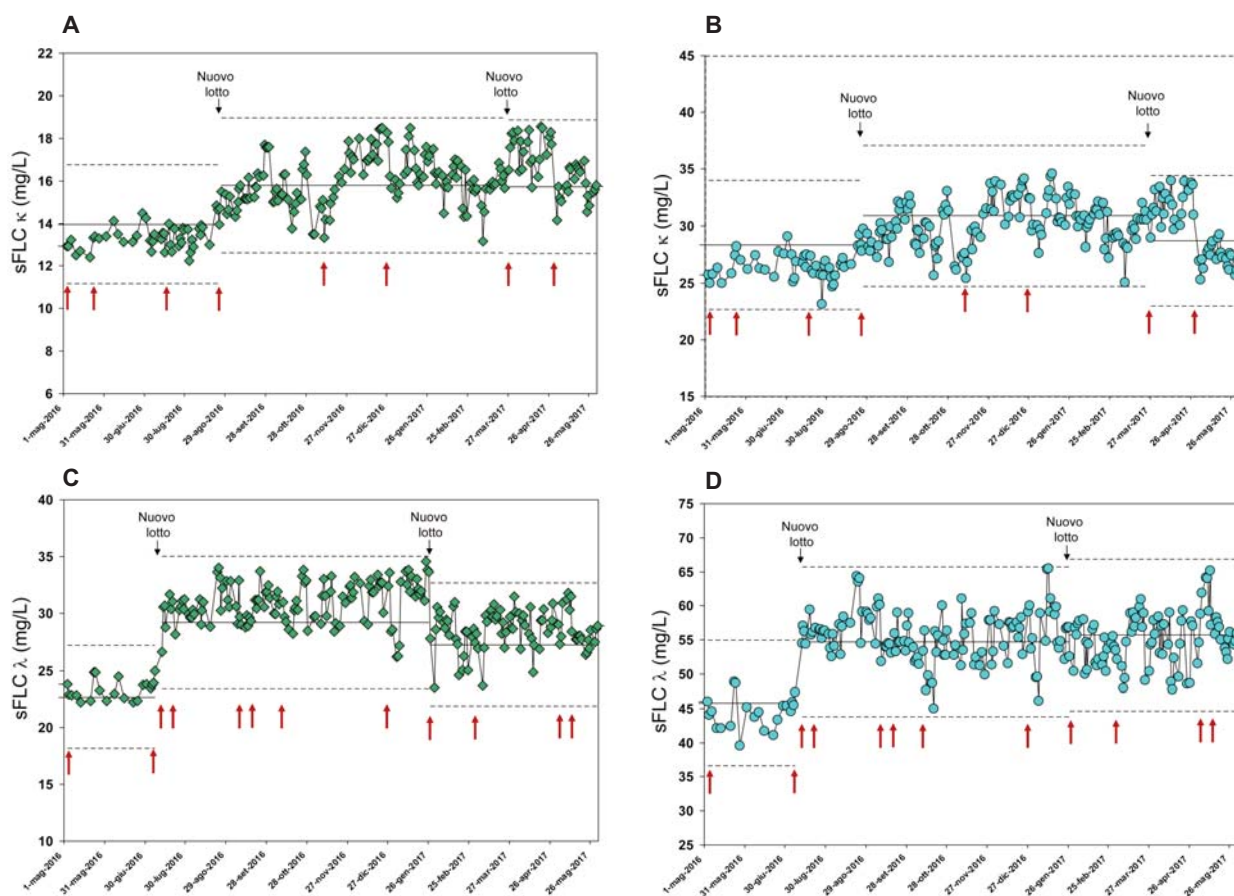 A
sFLC κ (mg/L)
22
20
18
16
14
12
10
8
6
Nuovo
lotto
Nuovo
lotto
1-mag-2016
31-mag-2016
30-giu-2016
30-lug-2016
29-ago-2016
28-set-2016
28-ott-2016
27-nov-2016
27-dic-2016
26-gen-2017
25-feb-2017
27-mar-2017
26-apr-2017
26-mag-2017
B
sFLC κ (mg/L)
45
40
35
30
25
20
15
Nuovo
lotto
Nuovo
lotto
1-mag-2016
31-mag-2016
30-giu-2016
30-lug-2016
29-ago-2016
28-set-2016
28-ott-2016
27-nov-2016
27-dic-2016
26-gen-2017
25-feb-2017
27-mar-2017
26-apr-2017
26-mag-2017
C
sFLC λ (mg/L)
40
35
30
25
20
15
10
Nuovo
lotto
Nuovo
lotto
1-mag-2016
31-mag-2016
30-giu-2016
30-lug-2016
29-ago-2016
28-set-2016
28-ott-2016
27-nov-2016
27-dic-2016
26-gen-2017
25-feb-2017
27-mar-2017
26-apr-2017
26-mag-2017
D
sFLC λ (mg/L)
75
70
65
60
55
50
45
40
35
30
25
Nuovo
lotto
Nuovo
lotto
1-mag-2016
31-mag-2016
30-giu-2016
30-lug-2016
29-ago-2016
28-set-2016
28-ott-2016
27-nov-2016
27-dic-2016
26-gen-2017
25-feb-2017
27-mar-2017
26-apr-2017
26-mag-2017